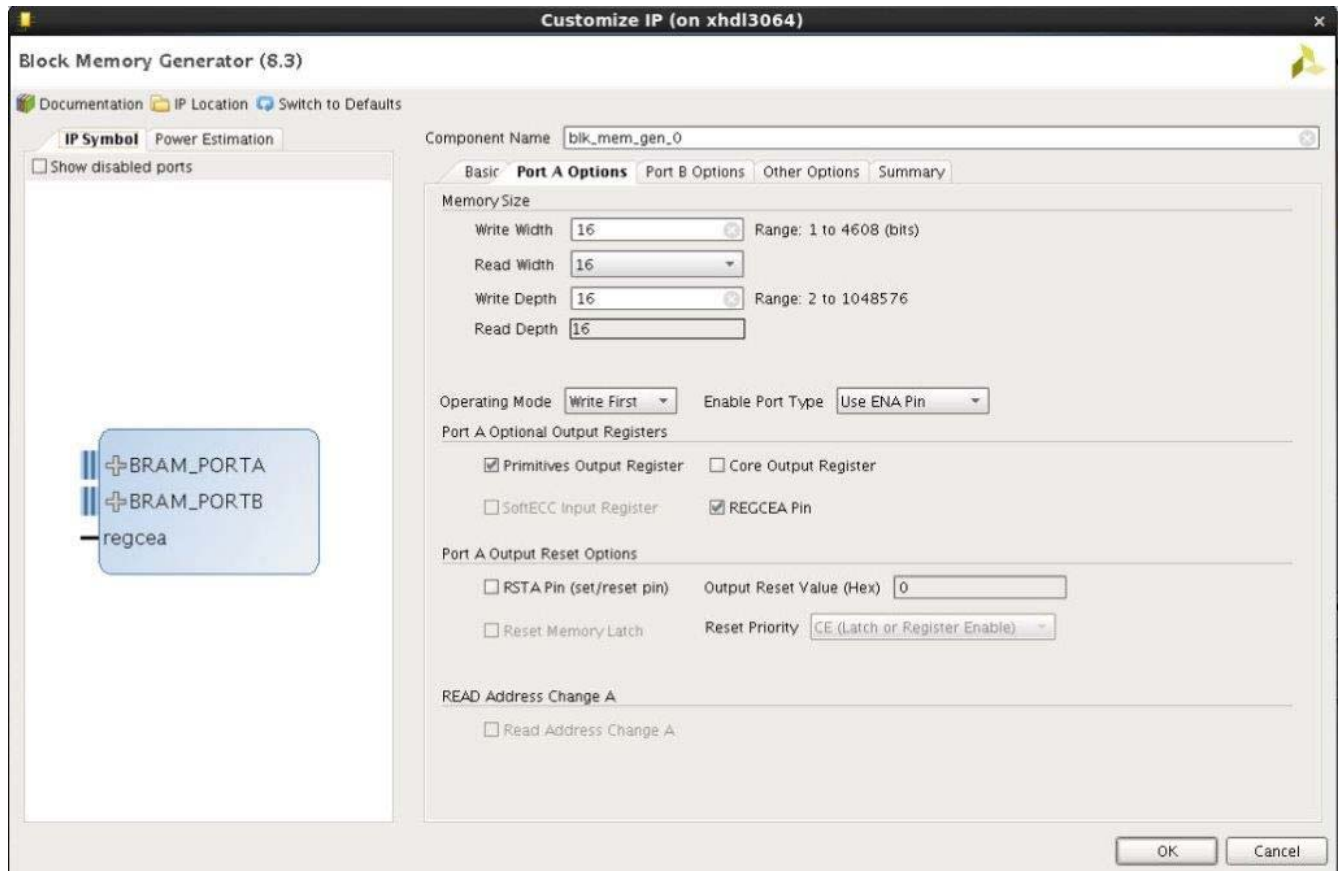 Customize IP (on xhdl3064)
Block Memory Generator (8.3)
Documentation IP Location Switch to Defaults
IP Symbol Power Estimation
Show disabled ports
BRAM_PORTA
BRAM_PORTB
regcea
Component Name blk_mem_gen_0
Basic Port A Options Port B Options Other Options Summary
Memory Size
Write Width 16 Range: 1 to 4608 (bits)
Read Width 16
Write Depth 16 Range: 2 to 1048576
Read Depth 16
Operating Mode Write First Enable Port Type Use ENA Pin
Port A Optional Output Registers
Primitives Output Register Core Output Register
SoftECC Input Register REGCEA Pin
Port A Output Reset Options
RSTA Pin (set/reset pin) Output Reset Value (Hex) 0
Reset Memory Latch Reset Priority CE (Latch or Register Enable)
READ Address Change A
Read Address Change A
OK Cancel